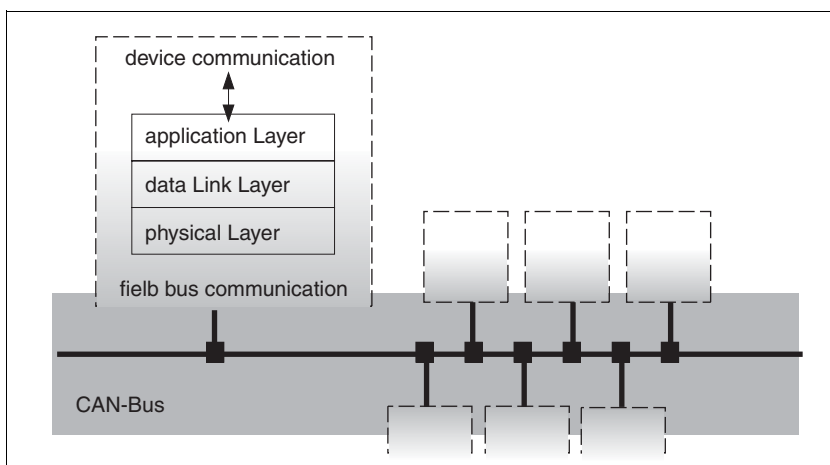 device communication
application Layer
data Link Layer
physical Layer
fielb bus communication
CAN-Bus